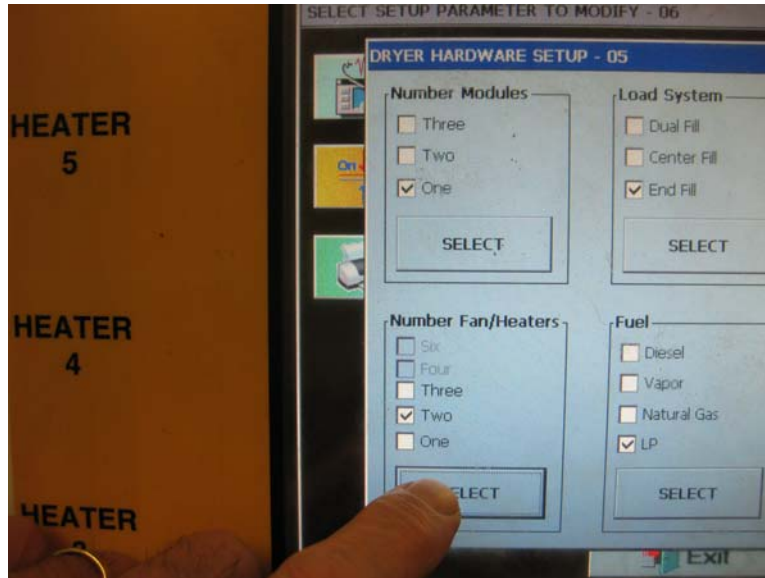 SELECT SETUP PARAMETER TO MODIFY - 06
DRYER HARDWARE SETUP - 05
HEATER
5
HEATER
4
HEATER
On
Number Modules
Three
Two
One
SELECT
Load System
Dual Fill
Center Fill
End Fill
SELECT
Number Fan/Heaters
Six
Four
Three
Two
One
Fuel
Diesel
Vapor
Natural Gas
LP
SELECT
Exit